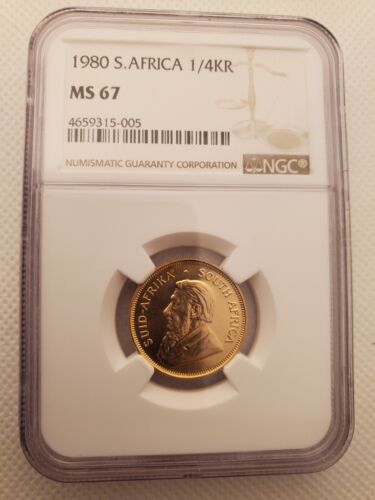 1980 S.AFRICA 1/4KR
MS 67
4659315-005
NUMISMATIC GUARANTY CORPORATION NGC®
SUID-AFRIKA · SOUTH AFRICA